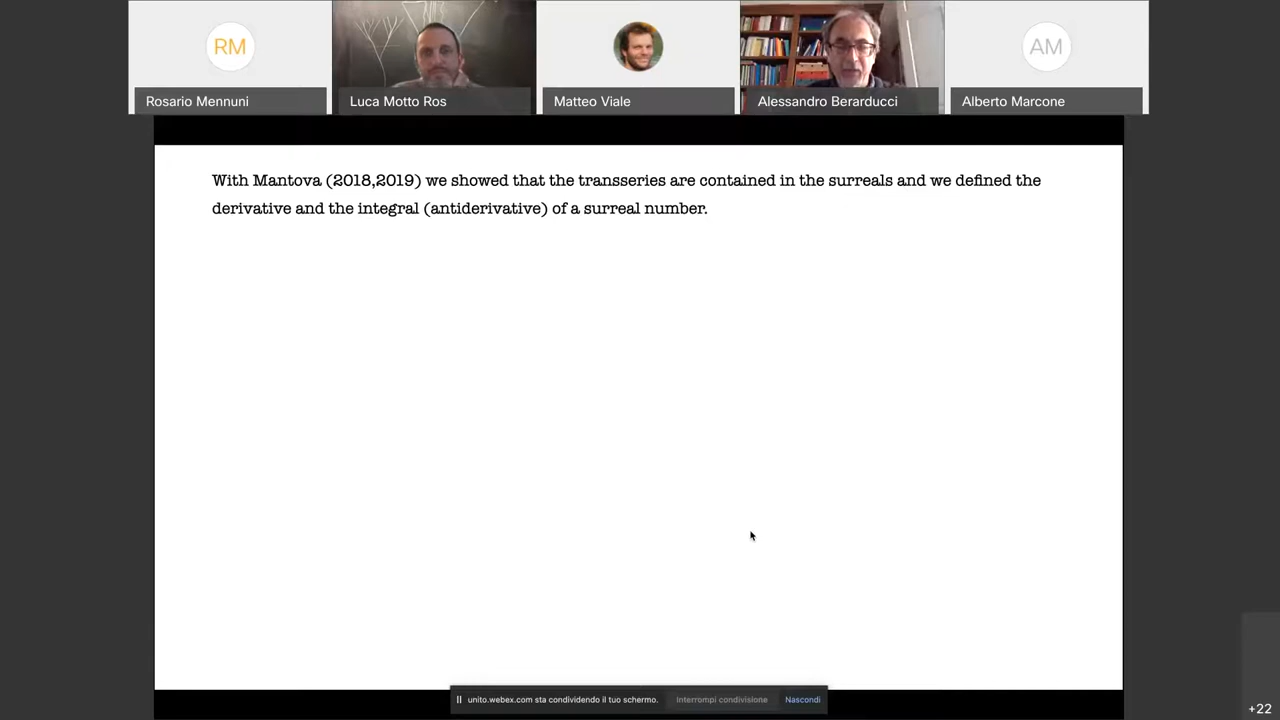 RM
AM
Rosario Mennuni
Luca Motto Ros
Matteo Viale
Alessandro Berarducci
Alberto Marcone
With Mantova (2018,2019) we showed that the transseries are contained in the surreals and we defined the
derivative and the integral (antiderivative) of a surreal number.
unito.webex.com sta condividendo il tuo schermo.
Interrompi condivisione
Nascondi
+22